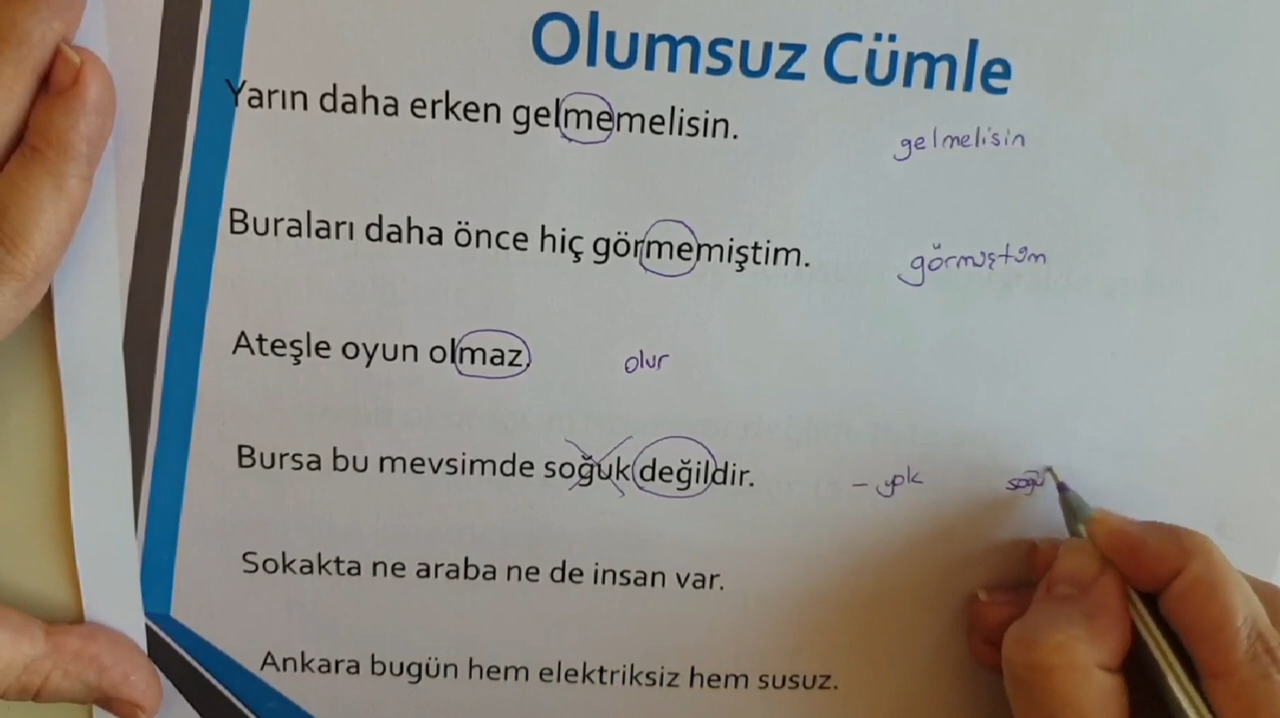 Olumsuz Cümle
Yarın daha erken gelmemelisin. gelmelisin
Buraları daha önce hiç görmemiştim. görmüştüm
Ateşle oyun olmaz. olur
Bursa bu mevsimde soğuk değildir. – yok soğu
Sokakta ne araba ne de insan var.
Ankara bugün hem elektriksiz hem susuz.